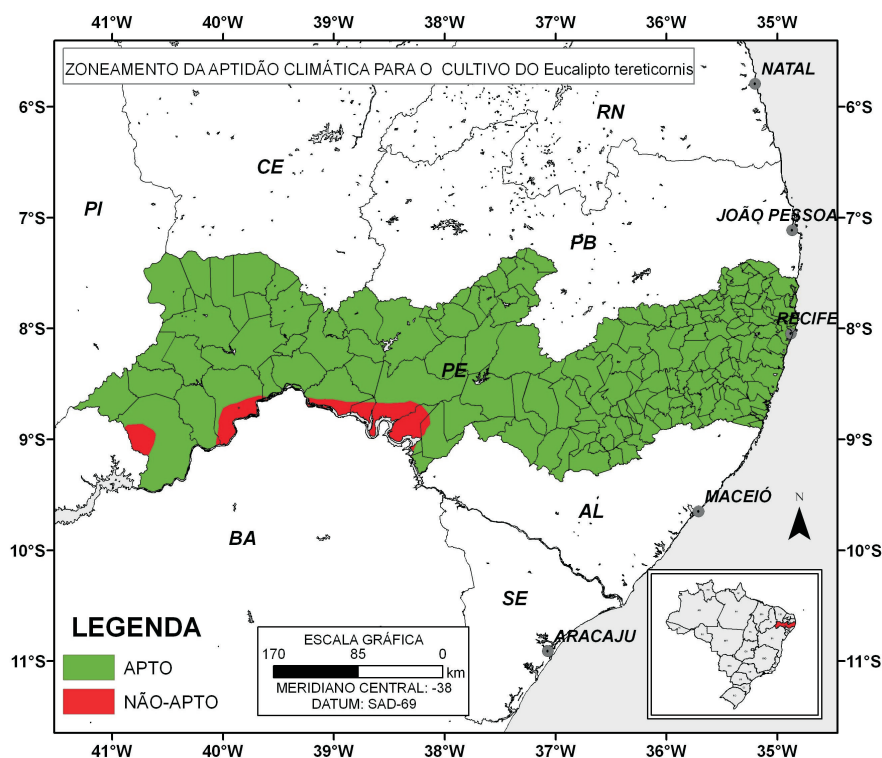 41°W 40°W 39°W 38°W 37°W 36°W 35°W
ZONEAMENTO DA APTIDÃO CLIMÁTICA PARA O CULTIVO DO Eucalipto tereticornis
NATAL
6°S 6°S
RN
CE
PI
7°S 7°S
JOÃO PESSOA
PB
RECIFE
8°S 8°S
PE
9°S 9°S
MACEIÓ
N
AL
BA
10°S 10°S
SE
LEGENDA
ESCALA GRÁFICA
ARACAJU
170 85 0
km
APTO
11°S 11°S
MERIDIANO CENTRAL: -38
NÃO-APTO
DATUM: SAD-69
41°W 40°W 39°W 38°W 37°W 36°W 35°W